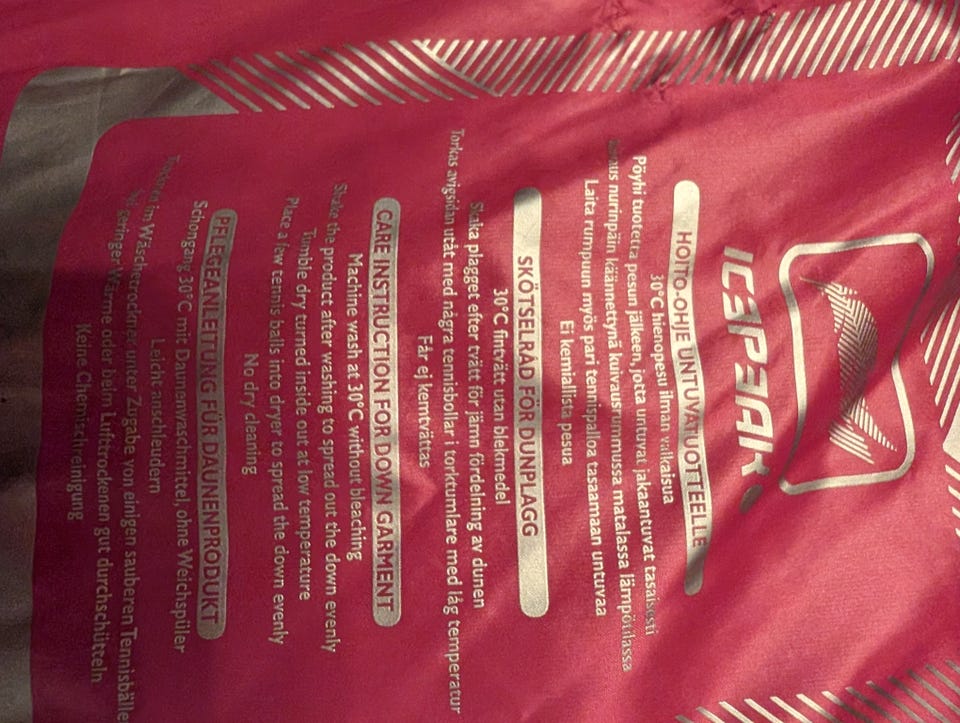 ICEPEAK
HOITO-OHJE UNTUVATUOTTEELLE
30°C hienopesu ilman valkaisua
Pöyhi tuotetta pesun jälkeen, jotta untuvat jakaantuvat tasaisesti
nurinpäin käännettynä kuivausrummussa matalassa lämpötilassa
Laita rumpuun myös pari tennispalloa tasaamaan untuvaa
Ei kemiallista pesua
SKÖTSELRÅD FÖR DUNPLAGG
30°C fintvätt utan blekmedel
Skaka plagget efter tvätt för jämn fördelning av dunen
Torkas avigsidan utåt med några tennisbollar i torktumlare med låg temperatur
Får ej kemtvättas
CARE INSTRUCTION FOR DOWN GARMENT
Machine wash at 30°C without bleaching
Shake the product after washing to spread out the down evenly
Tumble dry turned inside out at low temperature
Place a few tennis balls into dryer to spread the down evenly
No dry cleaning
PFLEGEANLEITUNG FÜR DAUNENPRODUKT
Schongang 30°C mit Daunenwaschmittel, ohne Weichspüler
Leicht anschleudern
im Wäschetrockner unter Zugabe von einigen sauberen Tennisbälle
geringer Wärme oder beim Luftrockenen gut durchschütteln
Keine Chemischreinigung